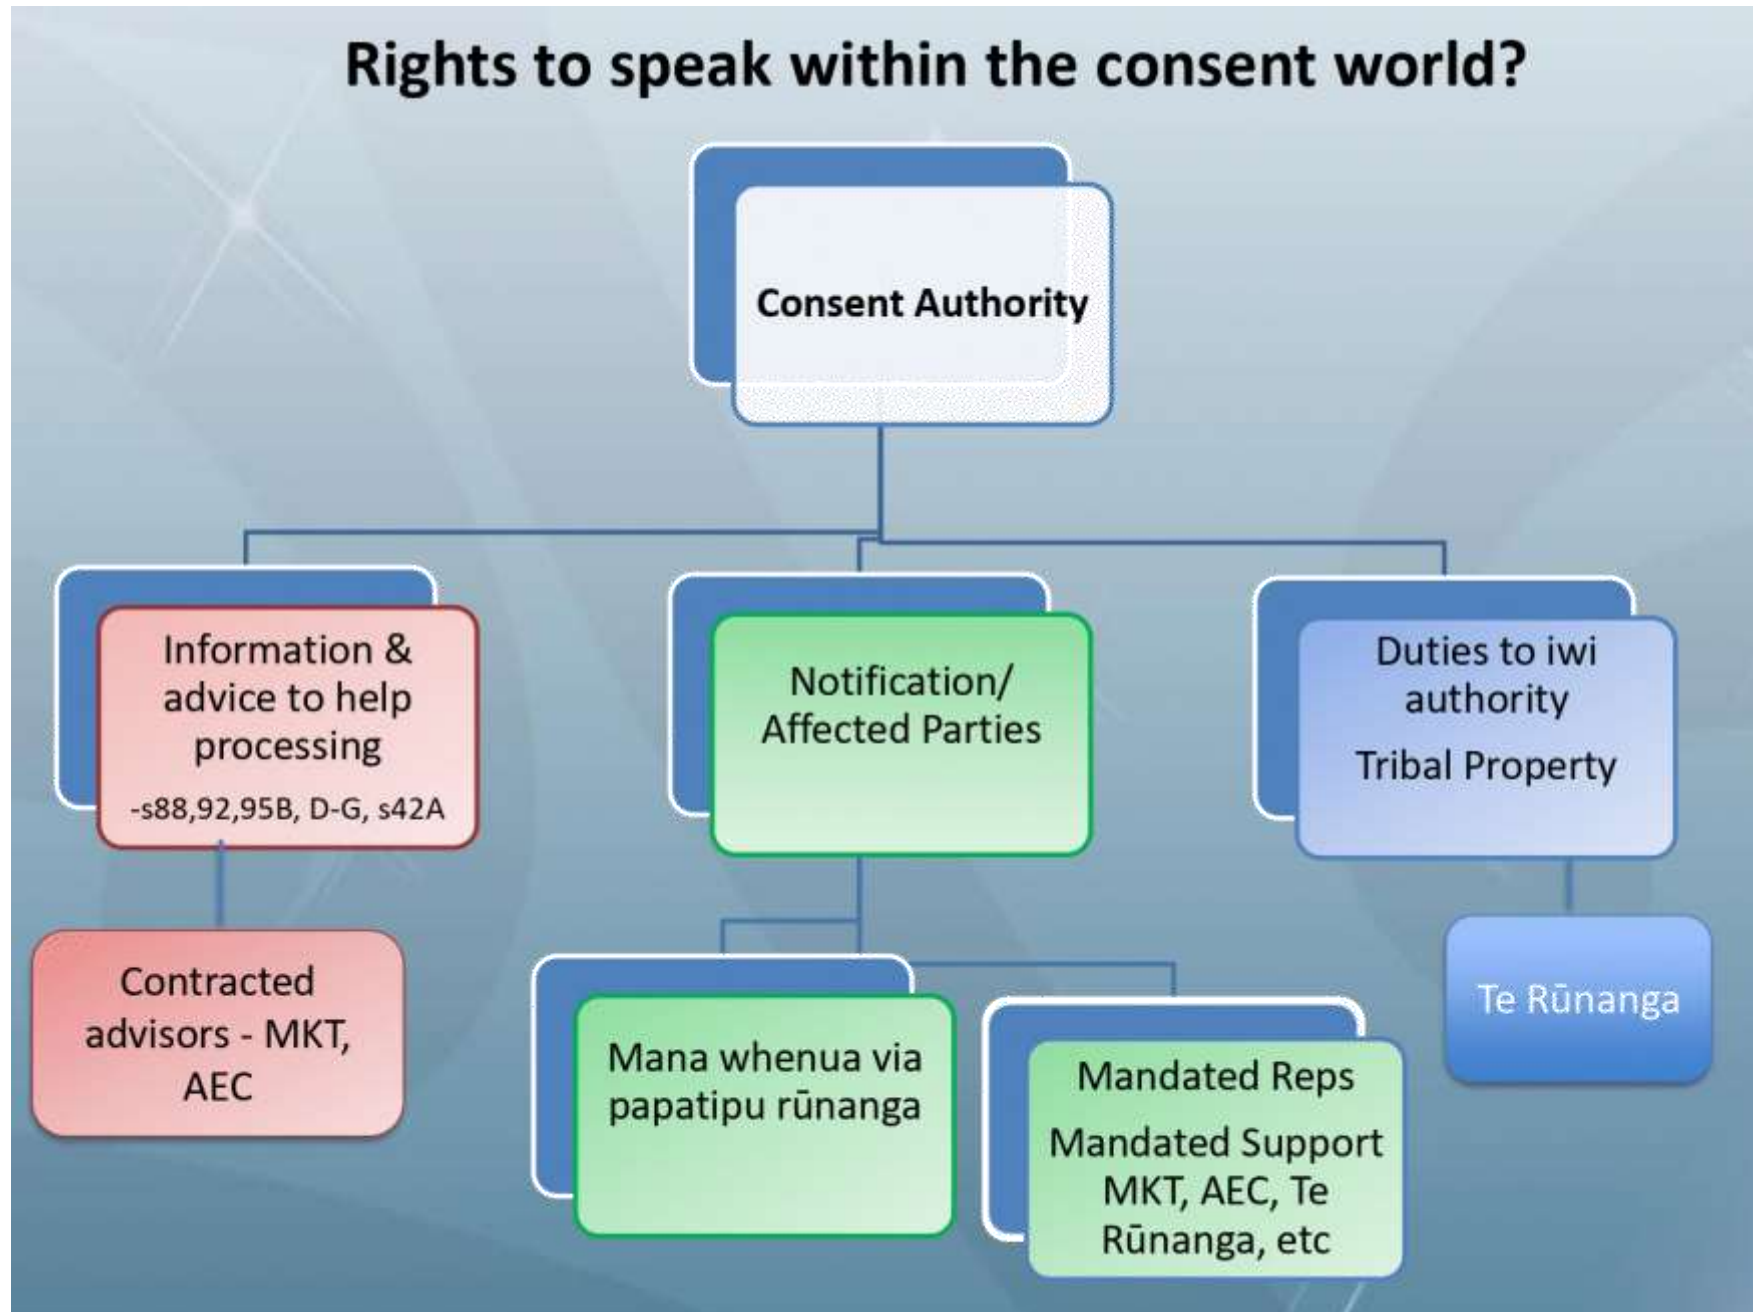 Rights to speak within the consent world?
Consent Authority
Information &
advice to help
processing
-s88,92,95B, D-G, s42A
Notification/
Affected Parties
Duties to iwi
authority
Tribal Property
Contracted
advisors - MKT,
AEC
Mana whenua via
papatipu rūnanga
Mandated Reps
Mandated Support
MKT, AEC, Te
Rūnanga, etc
Te Rūnanga